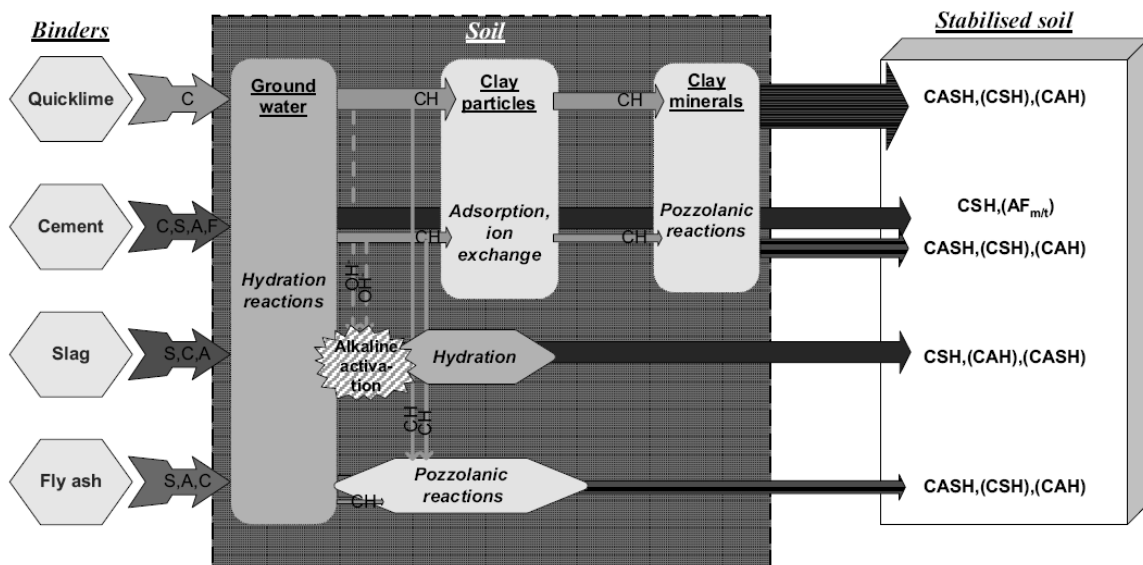 Binders
Soil
Stabilised soil
Quicklime
C
Ground
water
CH
Clay
particles
CH
Clay
minerals
CASH,(CSH),(CAH)
Cement
C,S,A,F
Hydration
reactions
CH
Adsorption,
ion
exchange
CH
Pozzolanic
reactions
CSH,(AFm/t)
CASH,(CSH),(CAH)
OH-
OH-
Slag
S,C,A
Alkaline
activa-
tion
Hydration
CSH,(CAH),(CASH)
CH
CH
Fly ash
S,A,C
CH
Pozzolanic
reactions
CASH,(CSH),(CAH)